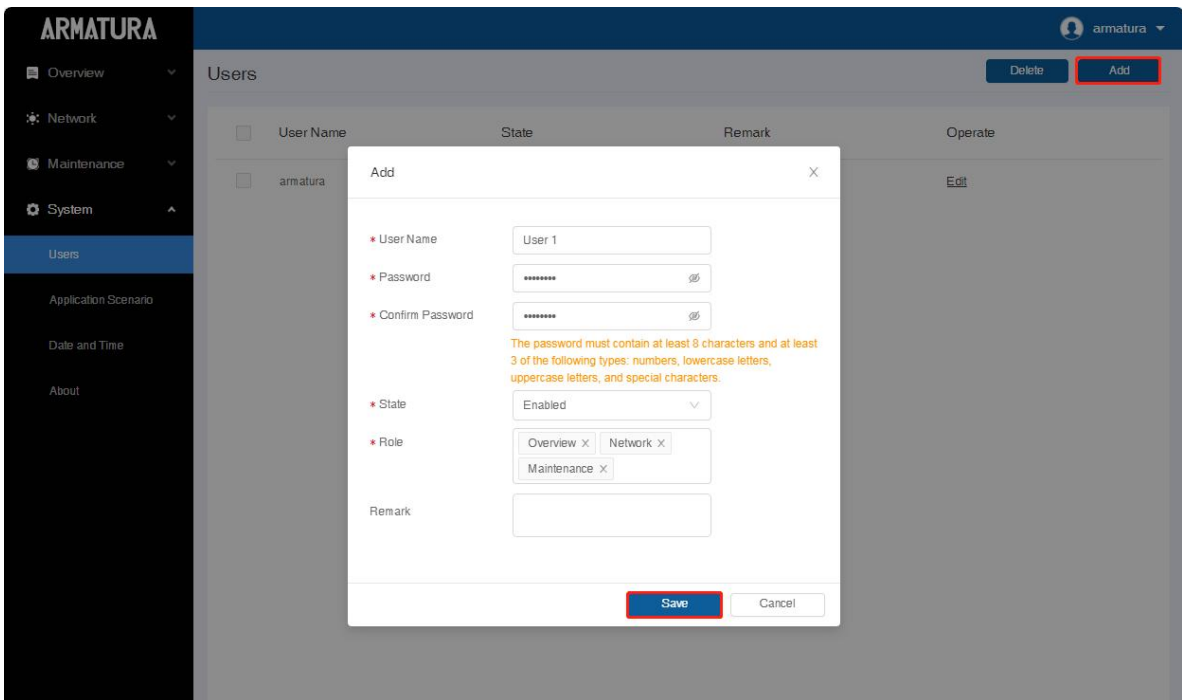 ARMATURA
armatura
Overview
Users
Delete
Add
Network
User Name State Remark Operate
Maintenance
armatura
Edit
System
Users
Application Scenario
Date and Time
About
Add
* User Name User 1
* Password ••••••••
* Confirm Password ••••••••
The password must contain at least 8 characters and at least
3 of the following types: numbers, lowercase letters,
uppercase letters, and special characters.
* State Enabled
* Role Overview X Network X
Maintenance X
Remark
Save
Cancel